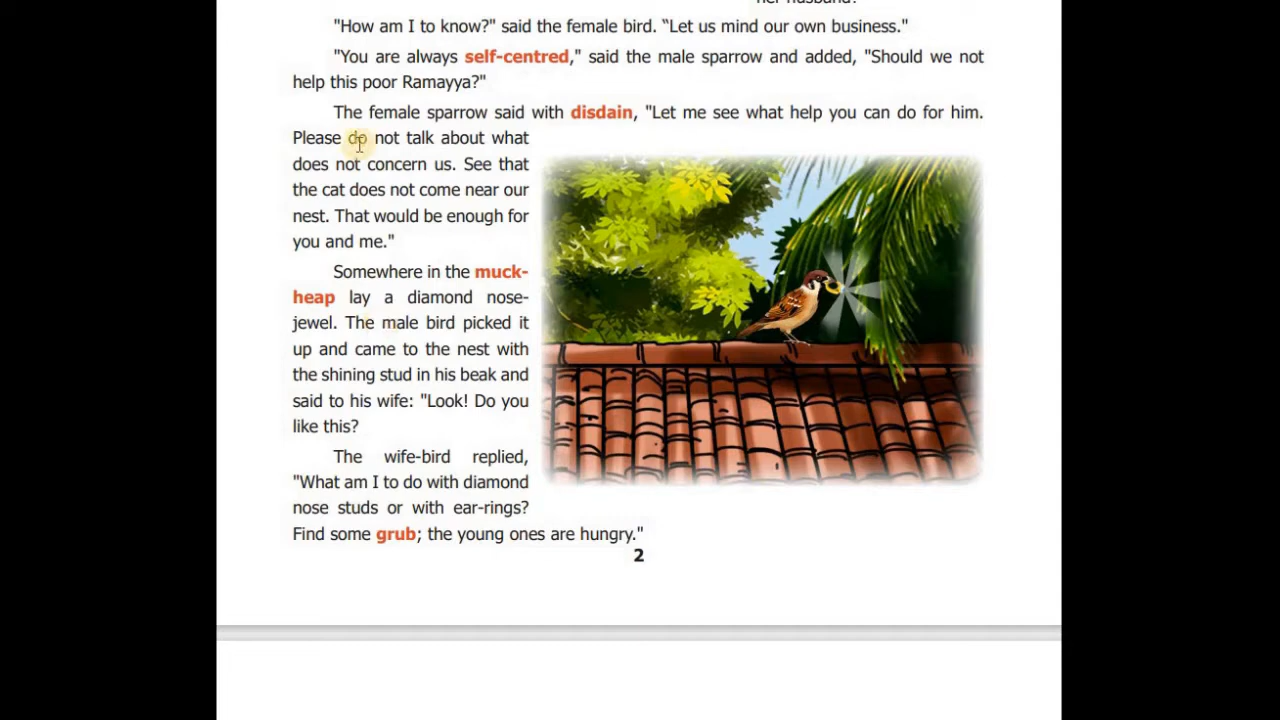 her husband?
"How am I to know?" said the female bird. “Let us mind our own business."
"You are always self-centred," said the male sparrow and added, "Should we not
help this poor Ramayya?"
The female sparrow said with disdain, "Let me see what help you can do for him.
Please do not talk about what
does not concern us. See that
the cat does not come near our
nest. That would be enough for
you and me."
Somewhere in the muck-
heap lay a diamond nose-
jewel. The male bird picked it
up and came to the nest with
the shining stud in his beak and
said to his wife: "Look! Do you
like this?
The wife-bird replied,
"What am I to do with diamond
nose studs or with ear-rings?
Find some grub; the young ones are hungry."
2